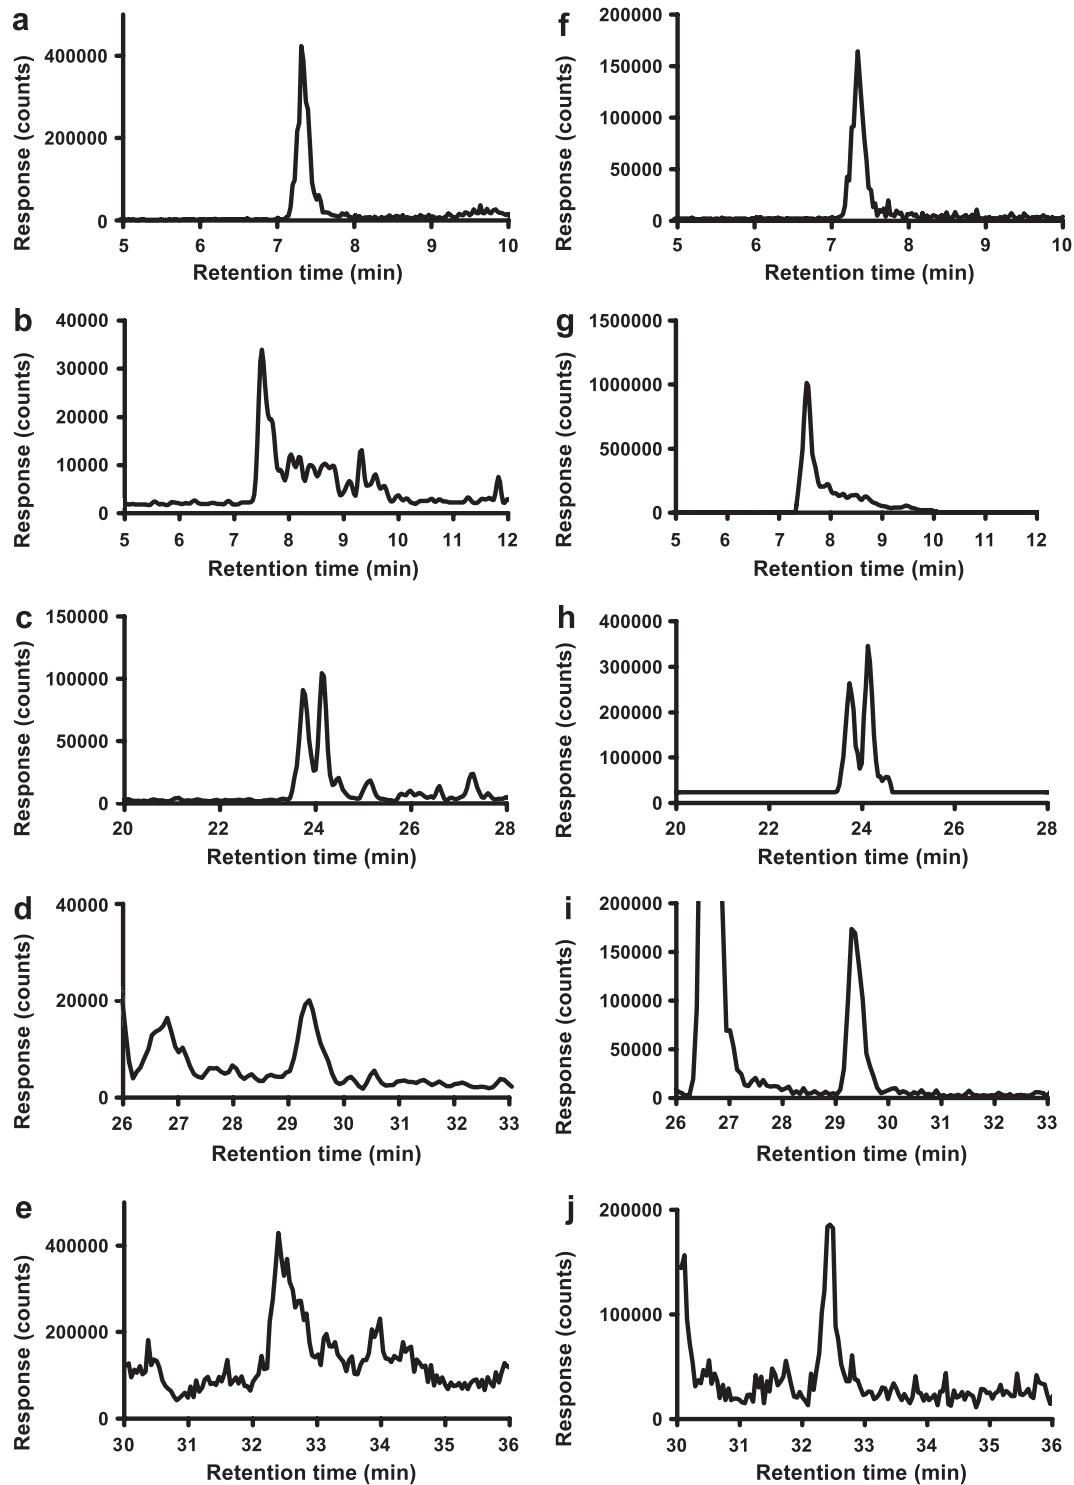 a
Response (counts)
400000
200000
0
5 6 7 8 9 10
Retention time (min)
f
Response (counts)
200000
150000
100000
50000
0
5 6 7 8 9 10
Retention time (min)
b
Response (counts)
40000
30000
20000
10000
0
5 6 7 8 9 10 11 12
Retention time (min)
g
Response (counts)
1500000
1000000
500000
0
5 6 7 8 9 10 11 12
Retention time (min)
c
Response (counts)
150000
100000
50000
0
20 22 24 26 28
Retention time (min)
h
Response (counts)
400000
300000
200000
100000
0
20 22 24 26 28
Retention time (min)
d
Response (counts)
40000
20000
0
26 27 28 29 30 31 32 33
Retention time (min)
i
Response (counts)
200000
150000
100000
50000
0
26 27 28 29 30 31 32 33
Retention time (min)
e
Response (counts)
400000
200000
0
30 31 32 33 34 35 36
Retention time (min)
j
Response (counts)
200000
100000
0
30 31 32 33 34 35 36
Retention time (min)